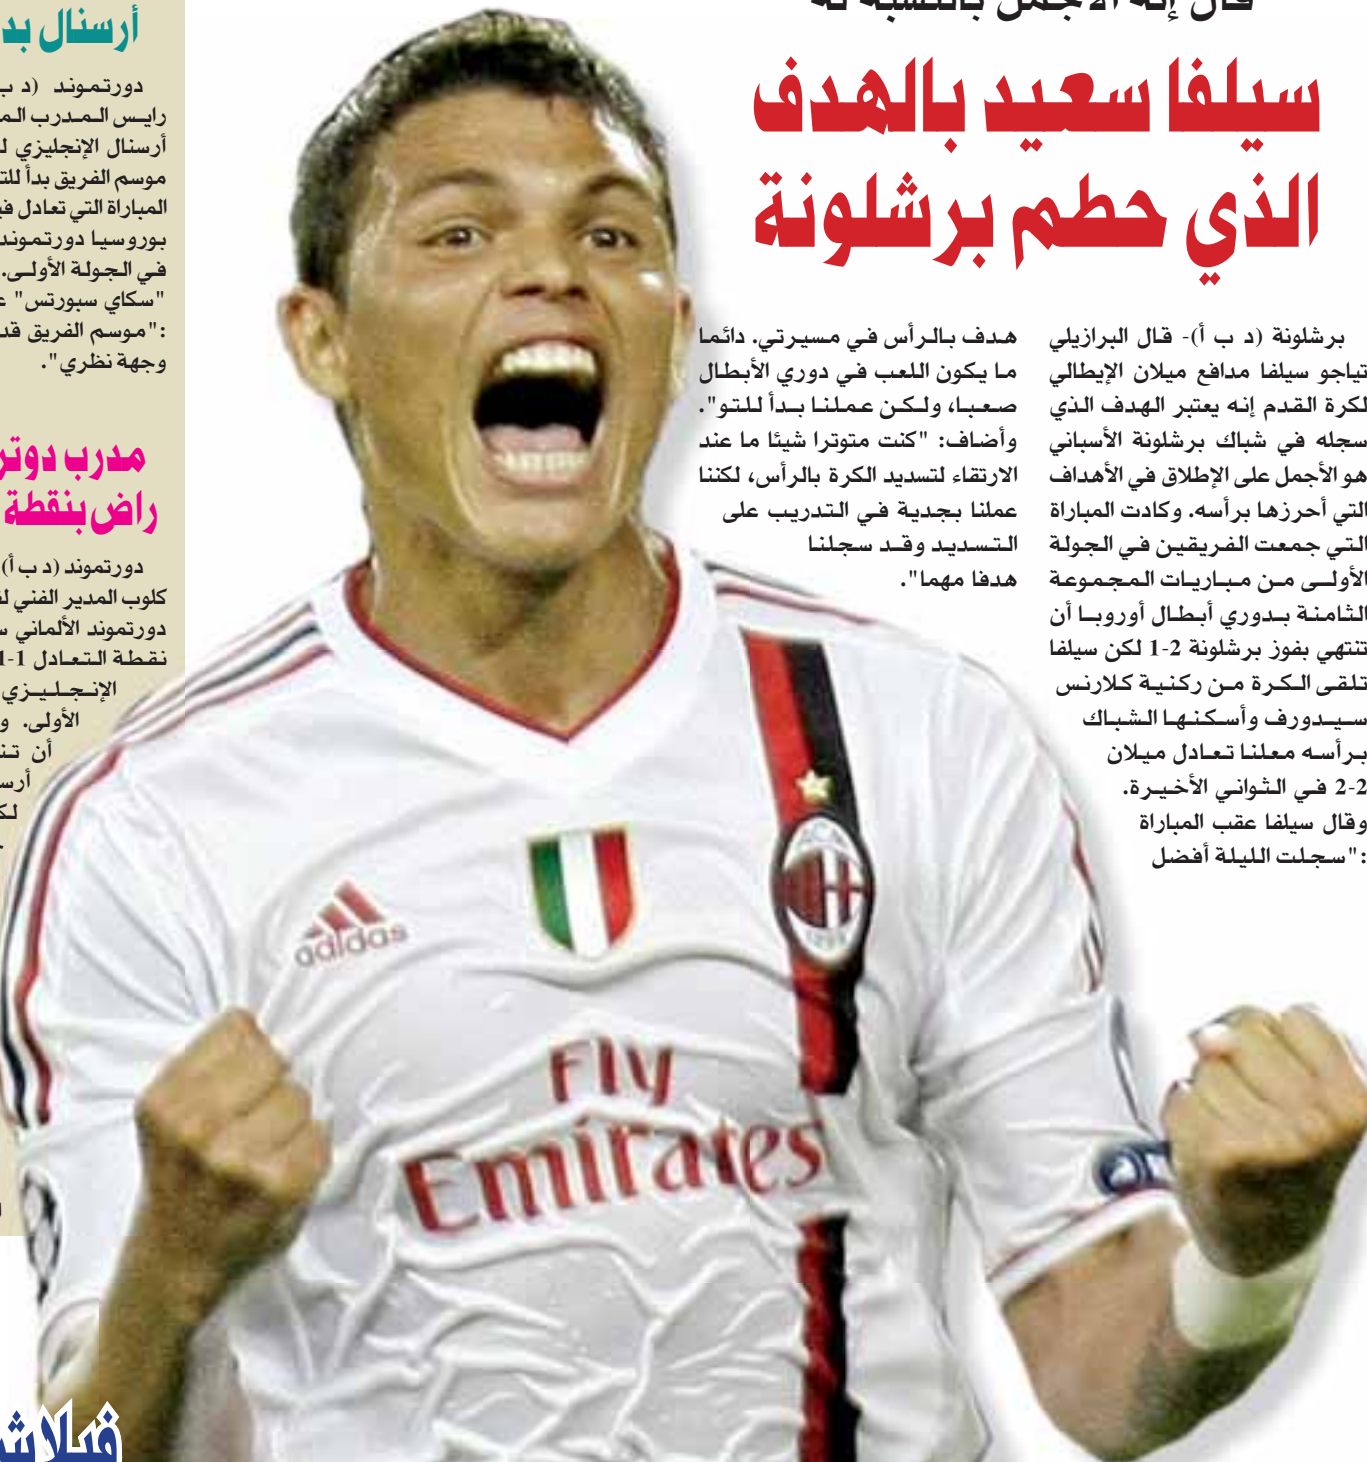 قال إنه الأجمل بالنسبة له
سيلفا سعيد بالهدف
الذي حطم برشلونة
برشلونة (د ب أ)- قال البرازيلي
تياجو سيلفا مدافع ميلان الإيطالي
لكرة القدم إنه يعتبر الهدف الذي
سجله في شباك برشلونة الأسباني
هو الأجمل على الإطلاق في الأهداف
التي أحرزها برأسه. وكادت المباراة
التي جمعت الفريقين في الجولة
الأولى من مباريات المجموعة
الثامنة بدوري أبطال أوروبا أن
تنتهي بفوز برشلونة 2-1 لكن سيلفا
تلقى الكرة من ركنية كلارنس
سيدورف وأسكنها الشباك
برأسه معلنا تعادل ميلان
2-2 في الثواني الأخيرة.
وقال سيلفا عقب المباراة
:"سجلت الليلة أفضل
هدف بالرأس في مسيرتي. دائما
ما يكون اللعب في دوري الأبطال
صعبا، ولكن عملنا بدأ للتو".
وأضاف: "كنت متوترا شيئا ما عند
الارتقاء لتسديد الكرة بالرأس، لكننا
عملنا بجدية في التدريب على
التسديد وقد سجلنا
هدفا مهما".
أرسنال بد
دورتموند (د ب
رايس المدرب الم
أرسنال الإنجليزي ل
موسم الفريق بدأ للت
المباراة التي تعادل في
بوروسيا دورتموند
في الجولة الأولى.
"سكاي سبورتس" ع
:"موسم الفريق قد
وجهة نظري".
مدرب دوتر
راض بنقطة
دورتموند (د ب أ)
كلوب المدير الفني ل
دورتموند الألماني س
نقطة التعادل 1-1
الإنجليزي
الأولى. و
أن تن
أرس
لك
adidas
ACM
1899
Fly
Emirates
فلاش